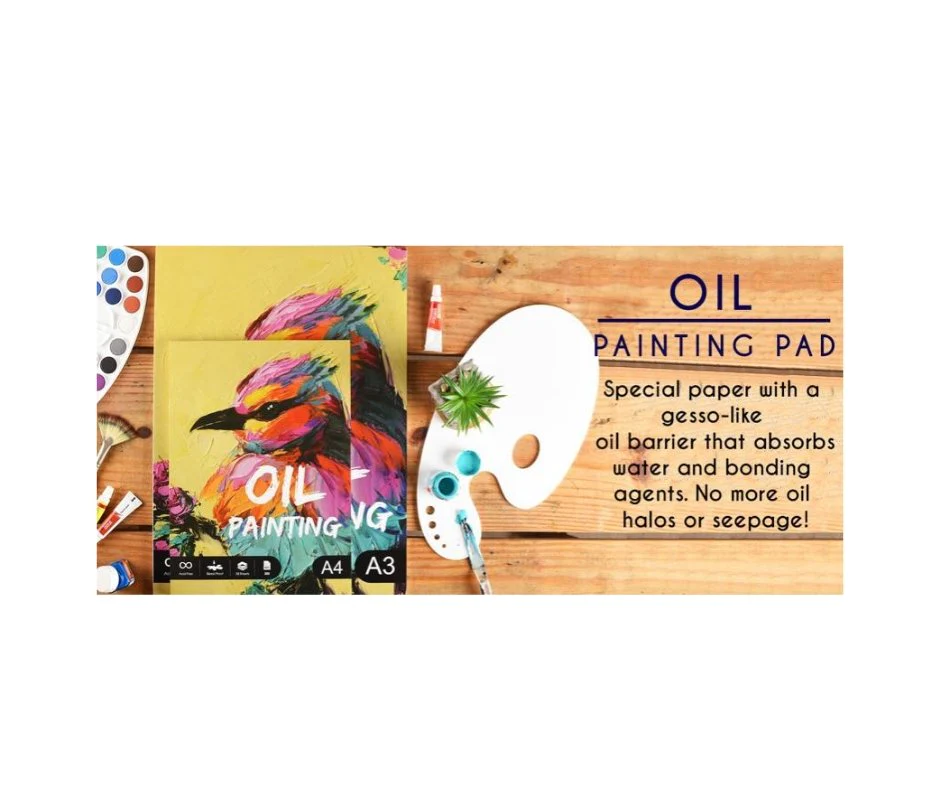 OIL
PAINTING
NG
A4
A3
OIL
PAINTING PAD
Special paper with a
gesso-like
oil barrier that absorbs
water and bonding
agents. No more oil
halos or seepage!